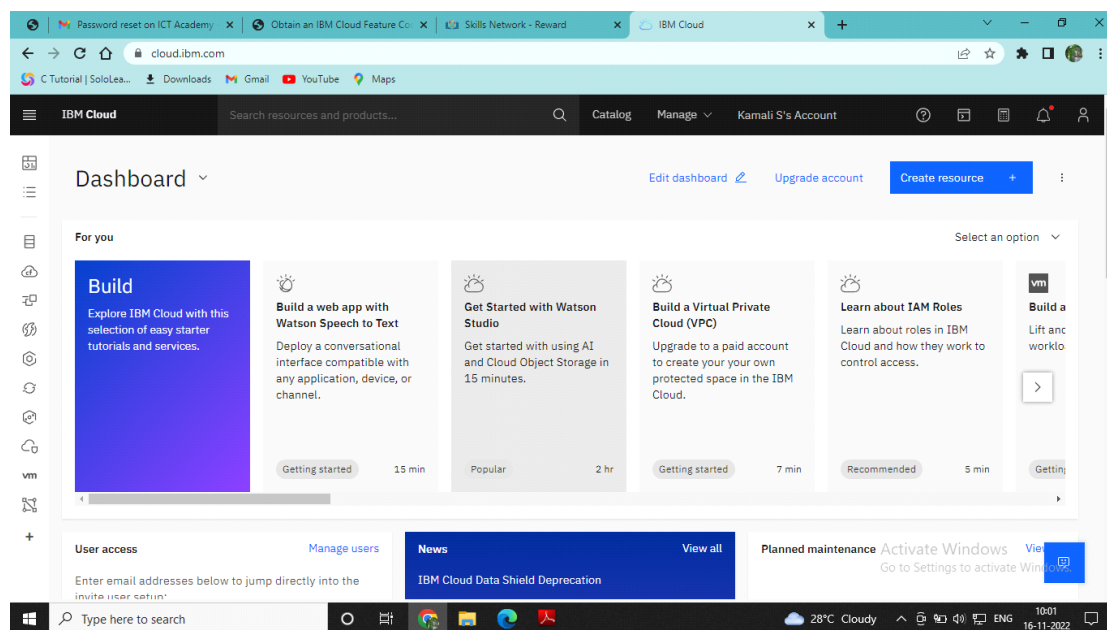 Password reset on ICT Academy
Obtain an IBM Cloud Feature Co
Skills Network - Reward
IBM Cloud
cloud.ibm.com
C Tutorial | SoloLea...
Downloads
Gmail
YouTube
Maps
IBM Cloud
Search resources and products...
Catalog
Manage
Kamali S's Account
Dashboard
Edit dashboard
Upgrade account
Create resource +
For you
Select an option
Build
Explore IBM Cloud with this
selection of easy starter
tutorials and services.
Build a web app with
Watson Speech to Text
Deploy a conversational
interface compatible with
any application, device, or
channel.
Getting started
15 min
Get Started with Watson
Studio
Get started with using AI
and Cloud Object Storage in
15 minutes.
Popular
2 hr
Build a Virtual Private
Cloud (VPC)
Upgrade to a paid account
to create your your own
protected space in the IBM
Cloud.
Getting started
7 min
Learn about IAM Roles
Learn about roles in IBM
Cloud and how they work to
control access.
Recommended
5 min
vm
Build a
Lift and
worklo
Getting
vm
User access
Manage users
Enter email addresses below to jump directly into the
invite user setup:
News
View all
IBM Cloud Data Shield Deprecation
Planned maintenance
Activate Windows
Go to Settings to activate Windows.
Type here to search
28°C Cloudy
ENG
10:01
16-11-2022